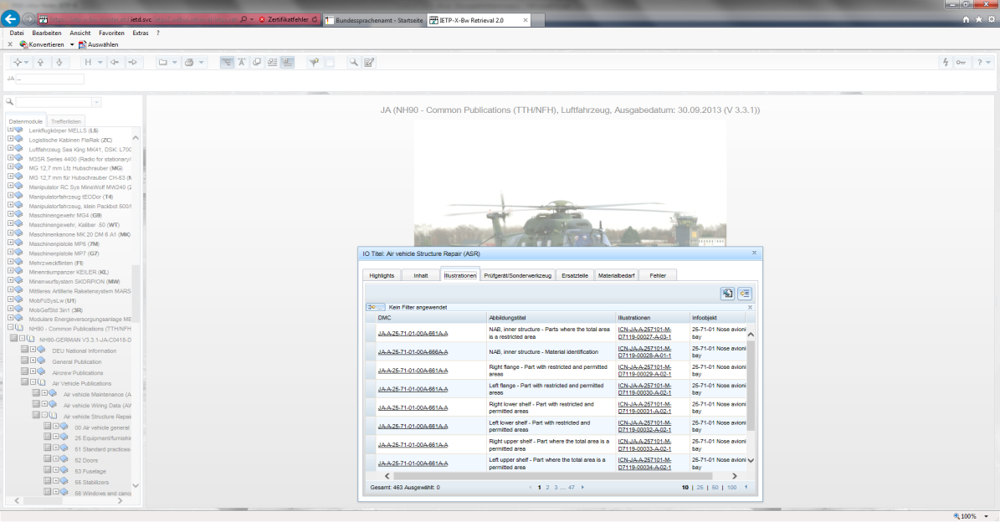 ietd.svc
Zertifikatfehler
Bundessprachenamt - Startseite
IETP-X-Bw Retrieval 2.0
Datei Bearbeiten Ansicht Favoriten Extras ?
Konvertieren Auswählen
JA
JA (NH90 - Common Publications (TTH/NFH), Luftfahrzeug, Ausgabedatum: 30.09.2013 (V 3.3.1))
Datenmodule Trefferlisten
Lenkflugkörper MELLS (L5)
Logistische Kabinen FlaRak (ZC)
Luftfahrzeug Sea King MK41, DSK: L700
M3SR Series 4400 (Radio for stationary/
MG 12,7 mm Lfz Hubschrauber (MG)
MG 12,7 mm für Hubschrauber CH-53 (M
Manipulator RC Sys MineWolf MW240 (2
Manipulatorfahrzeug tEODor (T4)
Manipulatorfahrzeug, klein Packbot 500/5
Maschinengewehr MG4 (G9)
Maschinengewehr, Kaliber .50 (WT)
Maschinenkanone MK 20 DM 6 A1 (MK)
Maschinenpistole MP5 (7M)
Maschinenpistole MP7 (G7)
Mehrzweckflinten (FI)
Minenräumpanzer KEILER (KL)
Minenwurfsystem SKORPION (MW)
Mittleres Artillerie Raketensystem MARS
MobFüSysLw (U1)
MobGefStd 3in1 (3R)
Modulare Energieversorgungsanlage ME
NH90 - Common Publications (TTH/NFH
NH90-GERMAN V3.3.1-JA-C0418-D
DEU National Information
General Publication
Aircrew Publications
Air Vehicle Publications
Air vehicle Maintenance (A
Air vehicle Wiring Data (AW
Air vehicle Structure Repai
00 Air vehicle general
25 Equipment/furnishin
51 Standard practices-
52 Doors
53 Fuselage
55 Stabilizers
56 Windows and canop
IO Titel: Air vehicle Structure Repair (ASR) x
Highlights Inhalt Illustrationen Prüfgerät/Sonderwerkzeug Ersatzteile Materialbedarf Fehler
Kein Filter angewendet
DMC Abbildungstitel Illustrationen Infoobjekt
JA-A-25-71-01-00A-661A-A NAB, inner structure - Parts where the total area is a restricted area ICN-JA-A-257101-M-D7119-00027-A-03-1 25-71-01 Nose avioni bay
JA-A-25-71-01-00A-666A-A NAB, inner structure - Material identification ICN-JA-A-257101-M-D7119-00028-A-01-1 25-71-01 Nose avioni bay
JA-A-25-71-01-00A-661A-A Right flange - Part with restricted and permitted areas ICN-JA-A-257101-M-D7119-00029-A-02-1 25-71-01 Nose avioni bay
JA-A-25-71-01-00A-661A-A Left flange - Part with restricted and permitted areas ICN-JA-A-257101-M-D7119-00030-A-02-1 25-71-01 Nose avioni bay
JA-A-25-71-01-00A-661A-A Right lower shelf - Part with restricted and permitted areas ICN-JA-A-257101-M-D7119-00031-A-02-1 25-71-01 Nose avioni bay
JA-A-25-71-01-00A-661A-A Left lower shelf - Part with restricted and permitted areas ICN-JA-A-257101-M-D7119-00032-A-02-1 25-71-01 Nose avioni bay
JA-A-25-71-01-00A-661A-A Right upper shelf - Part where the total area is a permitted area ICN-JA-A-257101-M-D7119-00033-A-02-1 25-71-01 Nose avioni bay
JA-A-25-71-01-00A-661A-A Left upper shelf - Part where the total area is a permitted area ICN-JA-A-257101-M-D7119-00034-A-02-1 25-71-01 Nose avioni bay
Gesamt: 463 Ausgewählt: 0 1 2 3 ... 47 10 | 25 | 50 | 100
100%